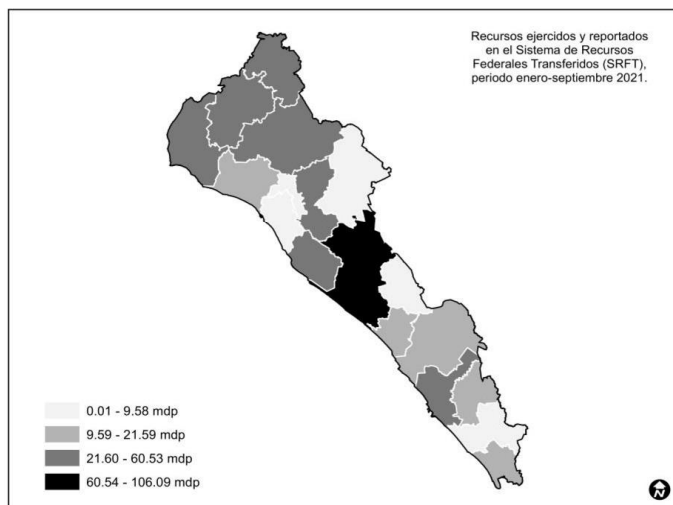 Recursos ejercidos y reportados
en el Sistema de Recursos
Federales Transferidos (SRFT),
periodo enero-septiembre 2021.
0.01 - 9.58 mdp
9.59 - 21.59 mdp
21.60 - 60.53 mdp
60.54 - 106.09 mdp
N